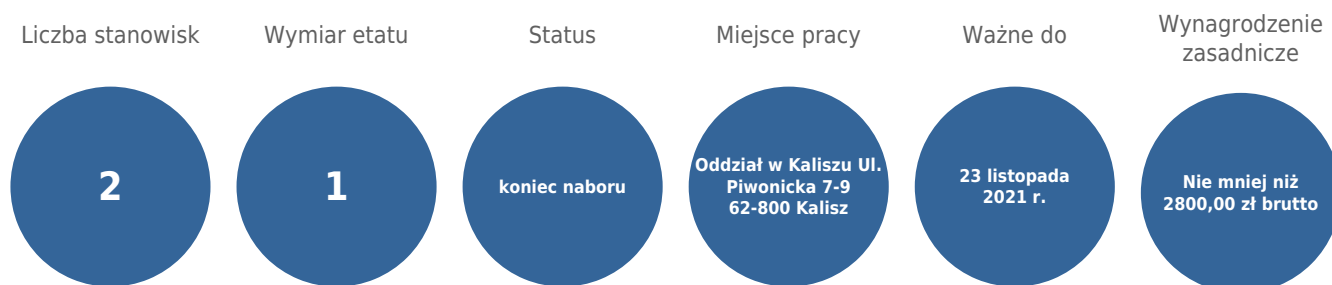 Liczba stanowisk
2
Wymiar etatu
1
Status
koniec naboru
Miejsce pracy
Oddział w Kaliszu Ul.
Piwonicka 7-9
62-800 Kalisz
Ważne do
23 listopada
2021 r.
Wynagrodzenie
zasadnicze
Nie mniej niż
2800,00 zł brutto